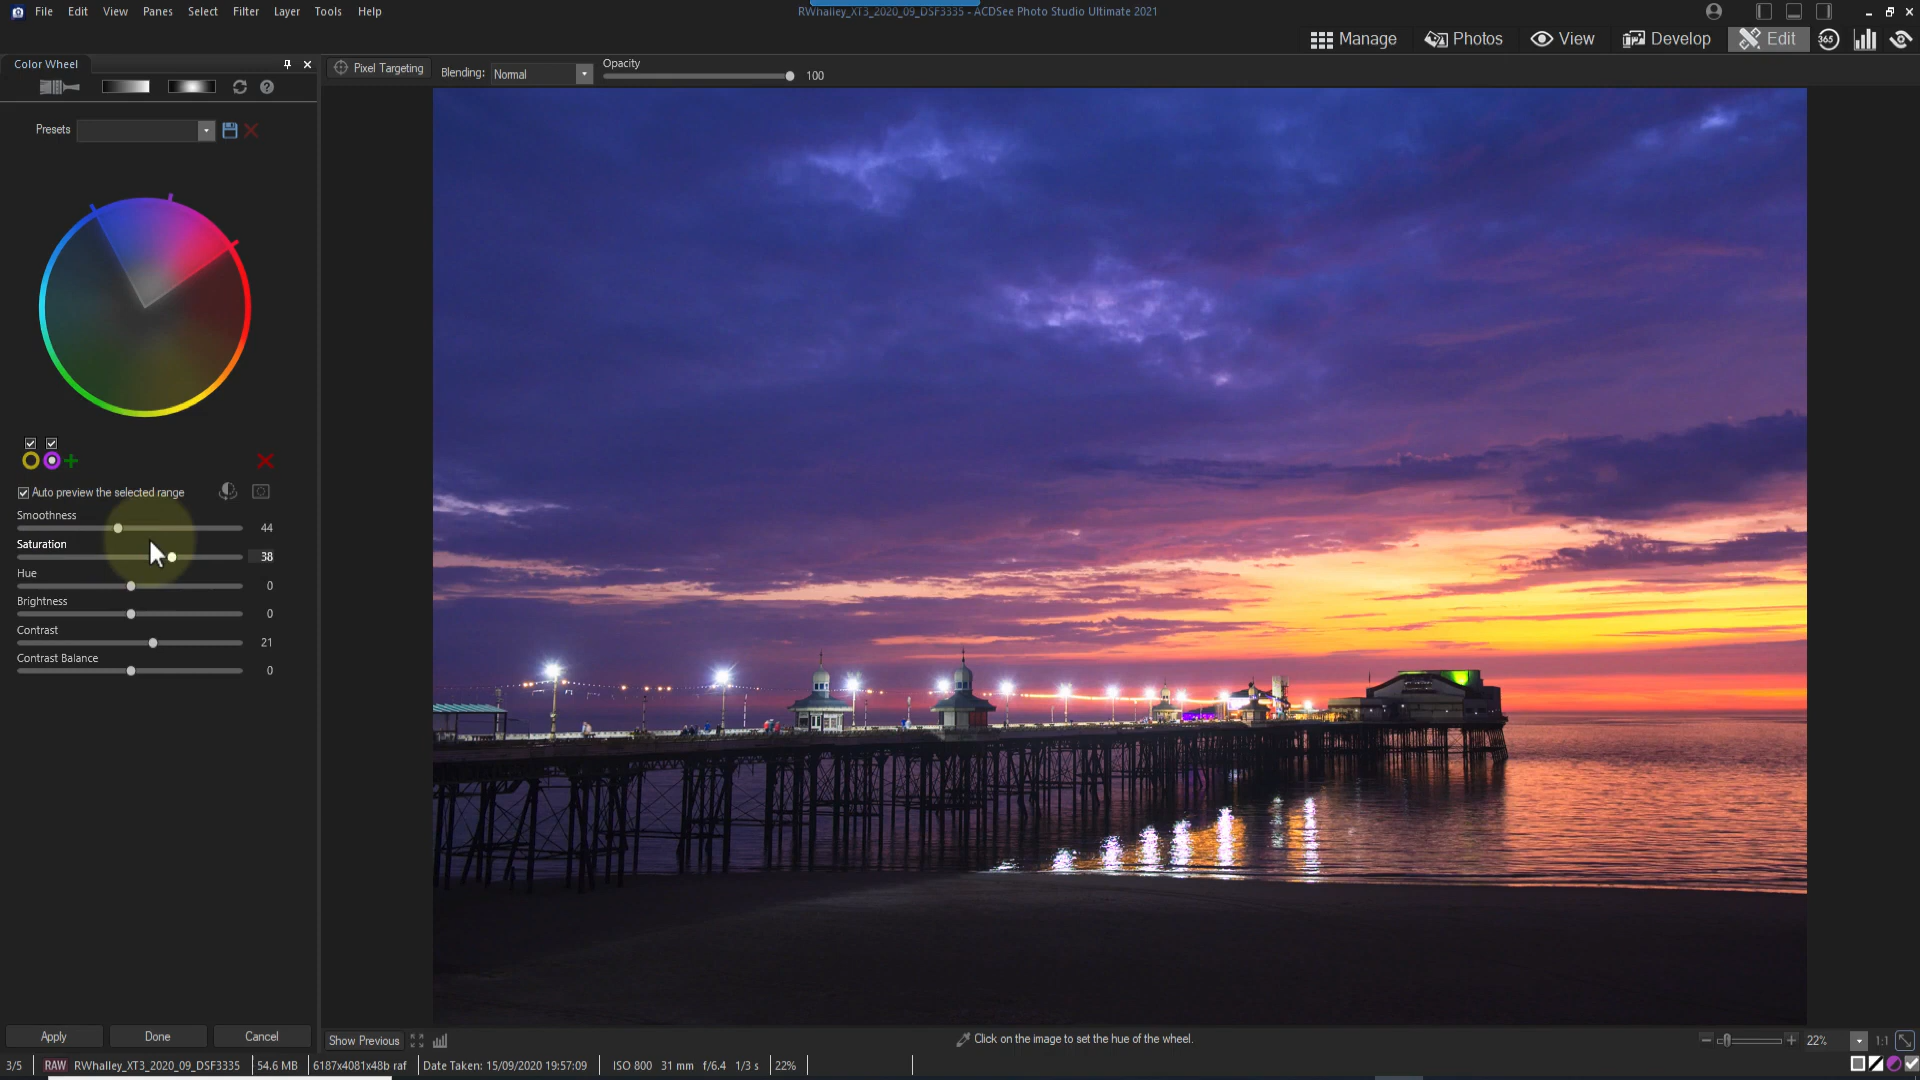 File Edit View Panes Select Filter Layer Tools Help
RWhalley_XT3_2020_09_DSF3335 - ACDSee Photo Studio Ultimate 2021
Manage Photos View Develop Edit 365
Color Wheel
Pixel Targeting Blending: Normal Opacity 100
Presets
Auto preview the selected range
Smoothness 44
Saturation 38
Hue 0
Brightness 0
Contrast 21
Contrast Balance 0
Apply Done Cancel
Show Previous Click on the image to set the hue of the wheel. 22% 1:1
3/5 RAW RWhalley_XT3_2020_09_DSF3335 54.6 MB 6187x4081x48b raf Date Taken: 15/09/2020 19:57:09 ISO 800 31 mm f/6.4 1/3 s 22%